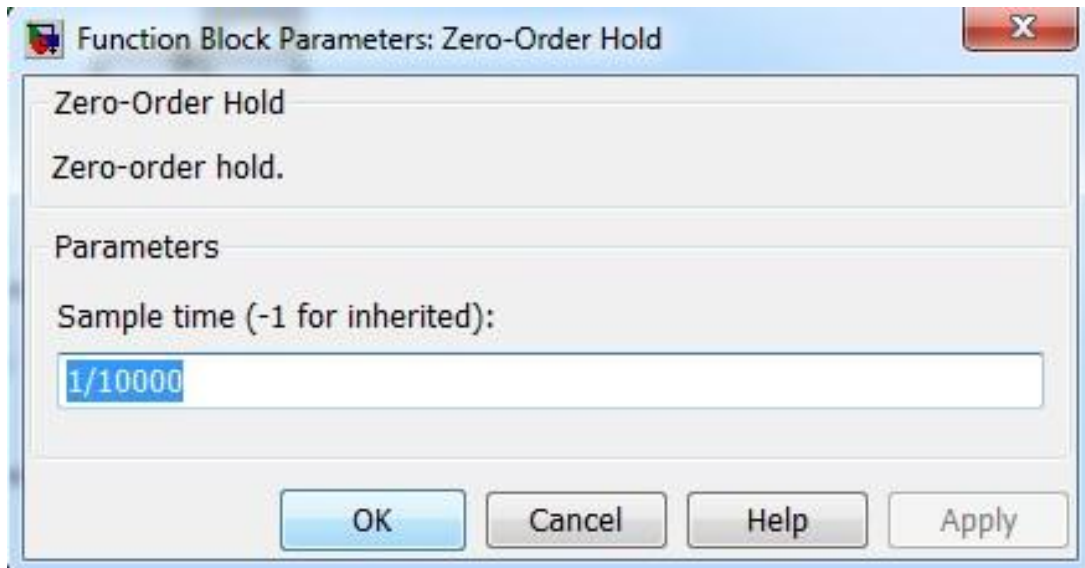 Function Block Parameters: Zero-Order Hold
Zero-Order Hold
Zero-order hold.
Parameters
Sample time (-1 for inherited):
1/10000
OK Cancel Help Apply